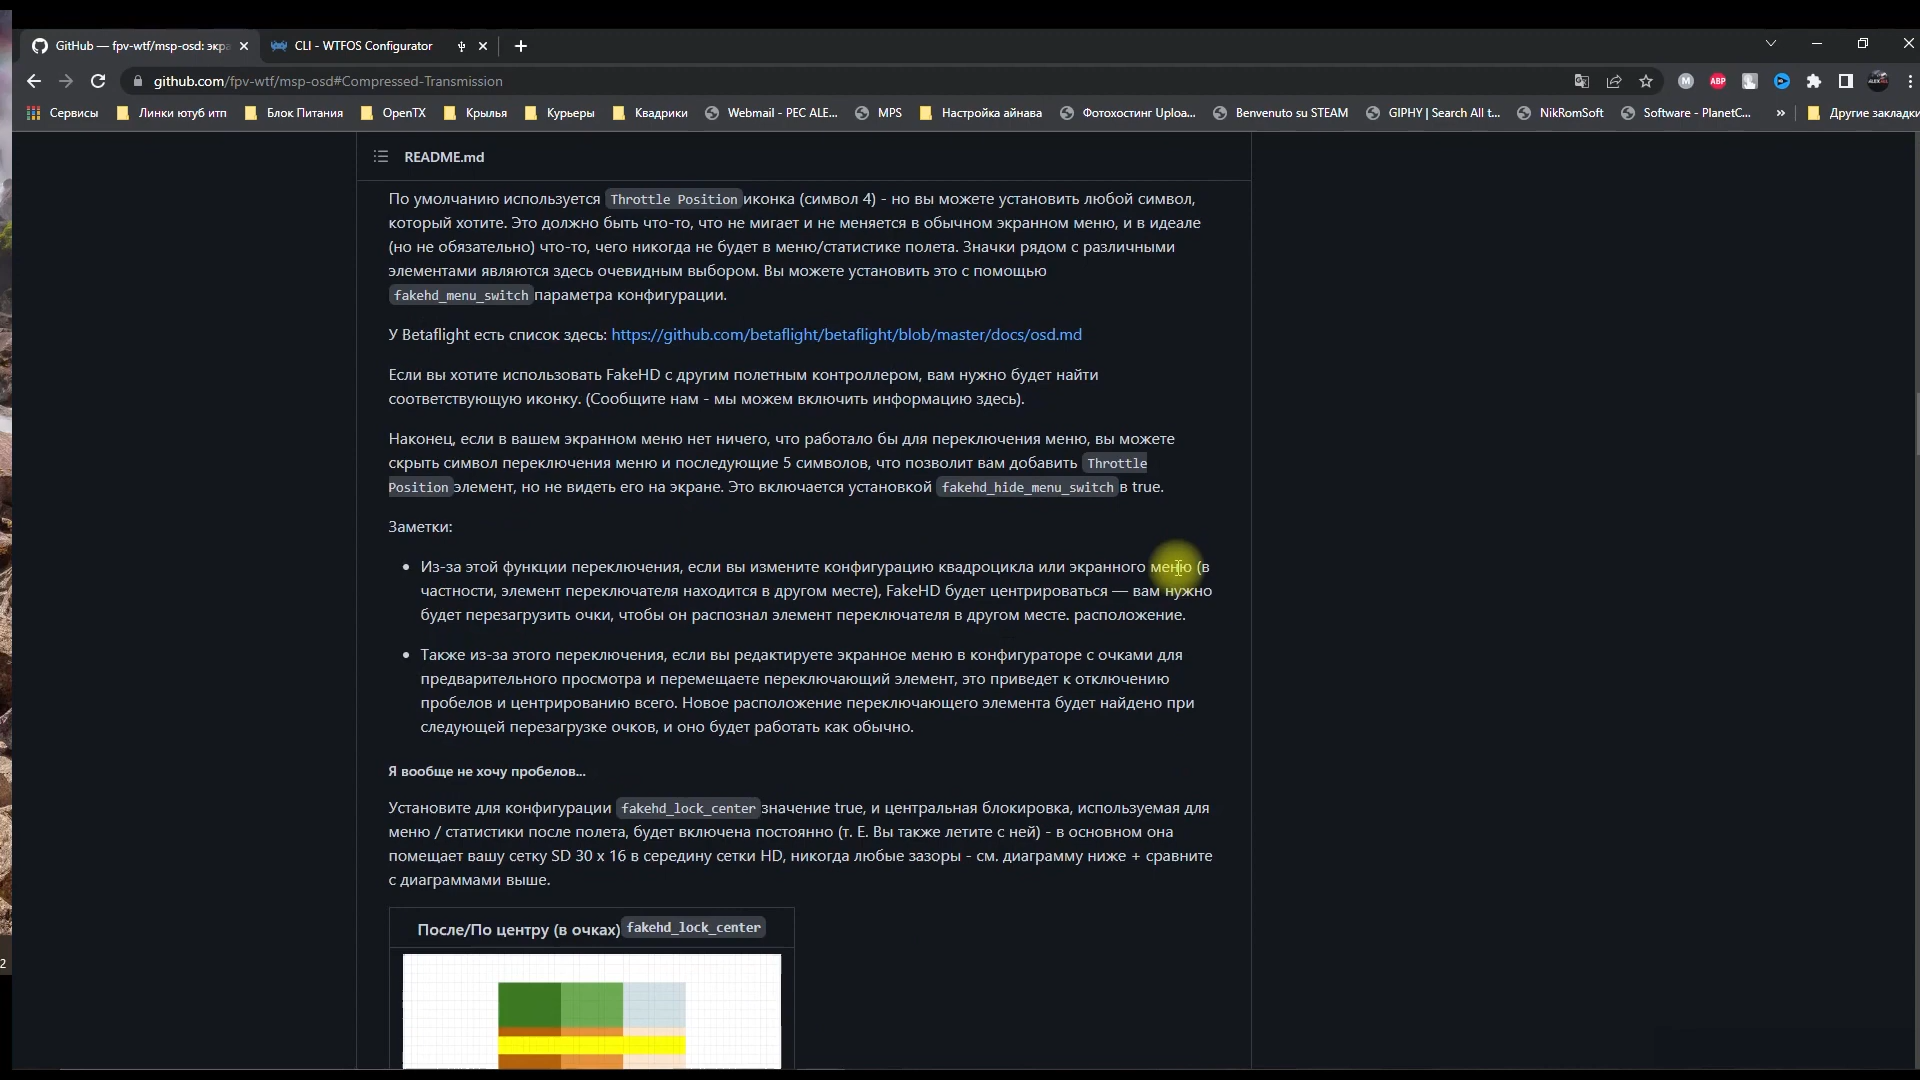 GitHub — fpv-wtf/msp-osd: экра
CLI - WTFOS Configurator
github.com/fpv-wtf/msp-osd#Compressed-Transmission
ABP
M
Сервисы
Линки ютуб итп
Блок Питания
OpenTX
Крылья
Курьеры
Квадрики
Webmail - PEC ALE...
MPS
Настройка айнава
Фотохостинг Uploa...
Benvenuto su STEAM
GIPHY | Search All t...
NikRomSoft
Software - PlanetC...
»
Другие закладки
README.md
По умолчанию используется Throttle Position иконка (символ 4) - но вы можете установить любой символ,
который хотите. Это должно быть что-то, что не мигает и не меняется в обычном экранном меню, и в идеале
(но не обязательно) что-то, чего никогда не будет в меню/статистике полета. Значки рядом с различными
элементами являются здесь очевидным выбором. Вы можете установить это с помощью
fakehd_menu_switch параметра конфигурации.
У Betaflight есть список здесь: https://github.com/betaflight/betaflight/blob/master/docs/osd.md
Если вы хотите использовать FakeHD с другим полетным контроллером, вам нужно будет найти
соответствующую иконку. (Сообщите нам - мы можем включить информацию здесь).
Наконец, если в вашем экранном меню нет ничего, что работало бы для переключения меню, вы можете
скрыть символ переключения меню и последующие 5 символов, что позволит вам добавить Throttle
Position элемент, но не видеть его на экране. Это включается установкой fakehd_hide_menu_switch в true.
Заметки:
Из-за этой функции переключения, если вы измените конфигурацию квадроцикла или экранного меню (в
частности, элемент переключателя находится в другом месте), FakeHD будет центрироваться — вам нужно
будет перезагрузить очки, чтобы он распознал элемент переключателя в другом месте. расположение.
Также из-за этого переключения, если вы редактируете экранное меню в конфигураторе с очками для
предварительного просмотра и перемещаете переключающий элемент, это приведет к отключению
пробелов и центрированию всего. Новое расположение переключающего элемента будет найдено при
следующей перезагрузке очков, и оно будет работать как обычно.
Я вообще не хочу пробелов...
Установите для конфигурации fakehd_lock_center значение true, и центральная блокировка, используемая для
меню / статистики после полета, будет включена постоянно (т. Е. Вы также летите с ней) - в основном она
помещает вашу сетку SD 30 x 16 в середину сетки HD, никогда любые зазоры - см. диаграмму ниже + сравните
с диаграммами выше.
После/По центру (в очках) fakehd_lock_center
2